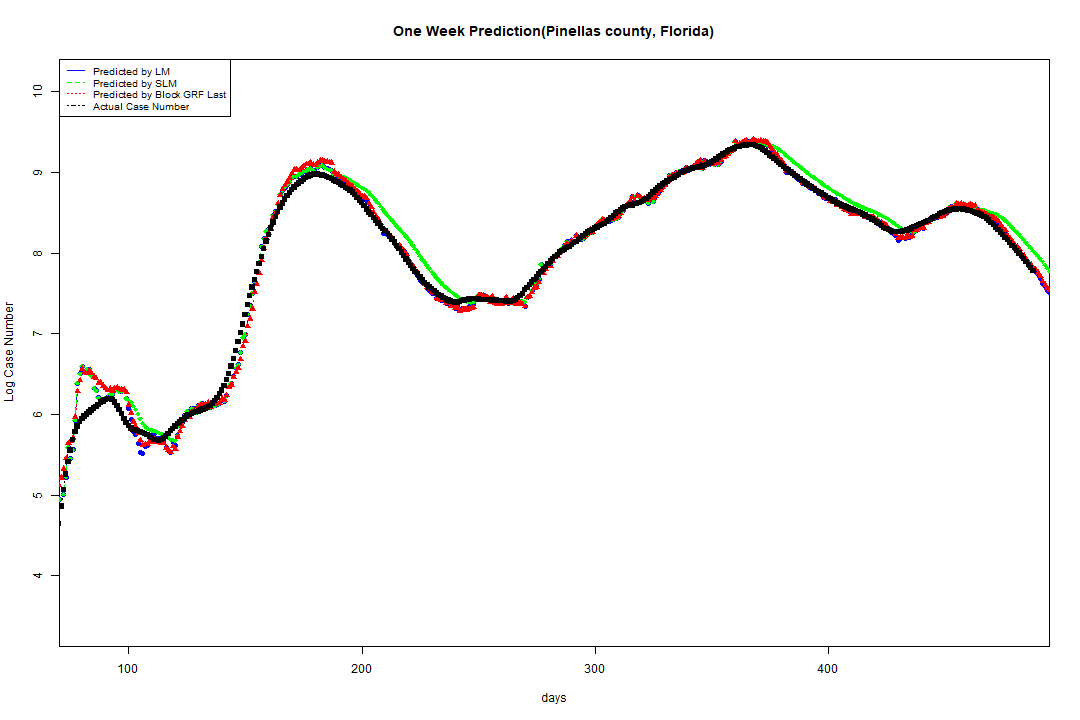 One Week Prediction(Pinellas county, Florida)
Predicted by LM
Predicted by SLM
Predicted by Block GRF Last
Actual Case Number
10
9
8
7
6
5
4
Log Case Number
100
200
300
400
days